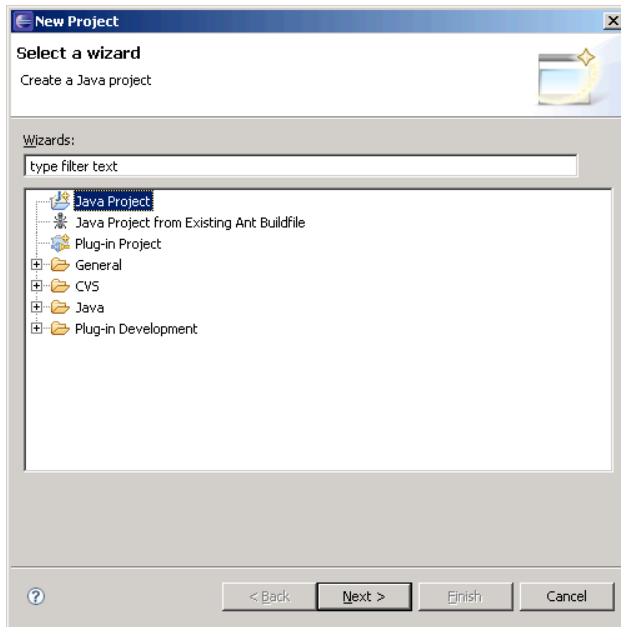 New Project
Select a wizard
Create a Java project
Wizards:
type filter text
Java Project
Java Project from Existing Ant Buildfile
Plug-in Project
General
CVS
Java
Plug-in Development
< Back Next > Finish Cancel